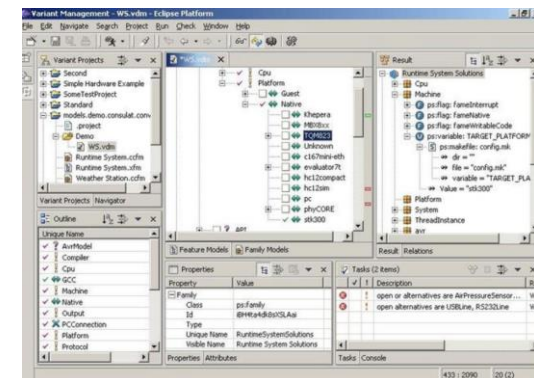 Variant Management - WS.vdm - Eclipse Platform
File Edit Navigate Search Project Run Check Window Help
Variant Projects
Second
Simple Hardware Example
SomeTestProject
Standard
models.demo.consulat.conv
.project
Demo
WS.vdm
Runtime System.ccfm
Runtime System.xfm
Weather Station.ccfm
Variant Projects Navigator
Outline
Unique Name
AvrModel
Compiler
Cpu
GCC
Machine
Native
Output
PCConnection
Platform
Protocol
*WS.vdm
Cpu
Platform
Guest
Native
Khepera
MBX8xx
TQM823
Unknown
c167mini-eth
evaluator7t
hc12compact
hc12sim
pc
phyCORE
stk300
API
Feature Models Family Models
Result
Runtime System Solutions
Cpu
Machine
ps:flag: fameInterrupt
ps:flag: fameNative
ps:flag: fameWritableCode
ps:variable: TARGET_PLATFORM
ps:makefile: config.mk
dir = ""
file = "config.mk"
variable = "TARGET_PLA
Value = "stk300"
Platform
System
ThreadInstance
avr
Result Relations
Properties
Property Value
Family
Class ps:family
Id
Type
Unique Name RuntimeSystemSolutions
Visible Name Runtime System Solutions
Properties Attributes
Tasks (2 items)
! Description
open or alternatives are AirPressureSensor...
open alternatives are USBLine, RS232Line
Tasks Console
433 : 2090 20 (2)